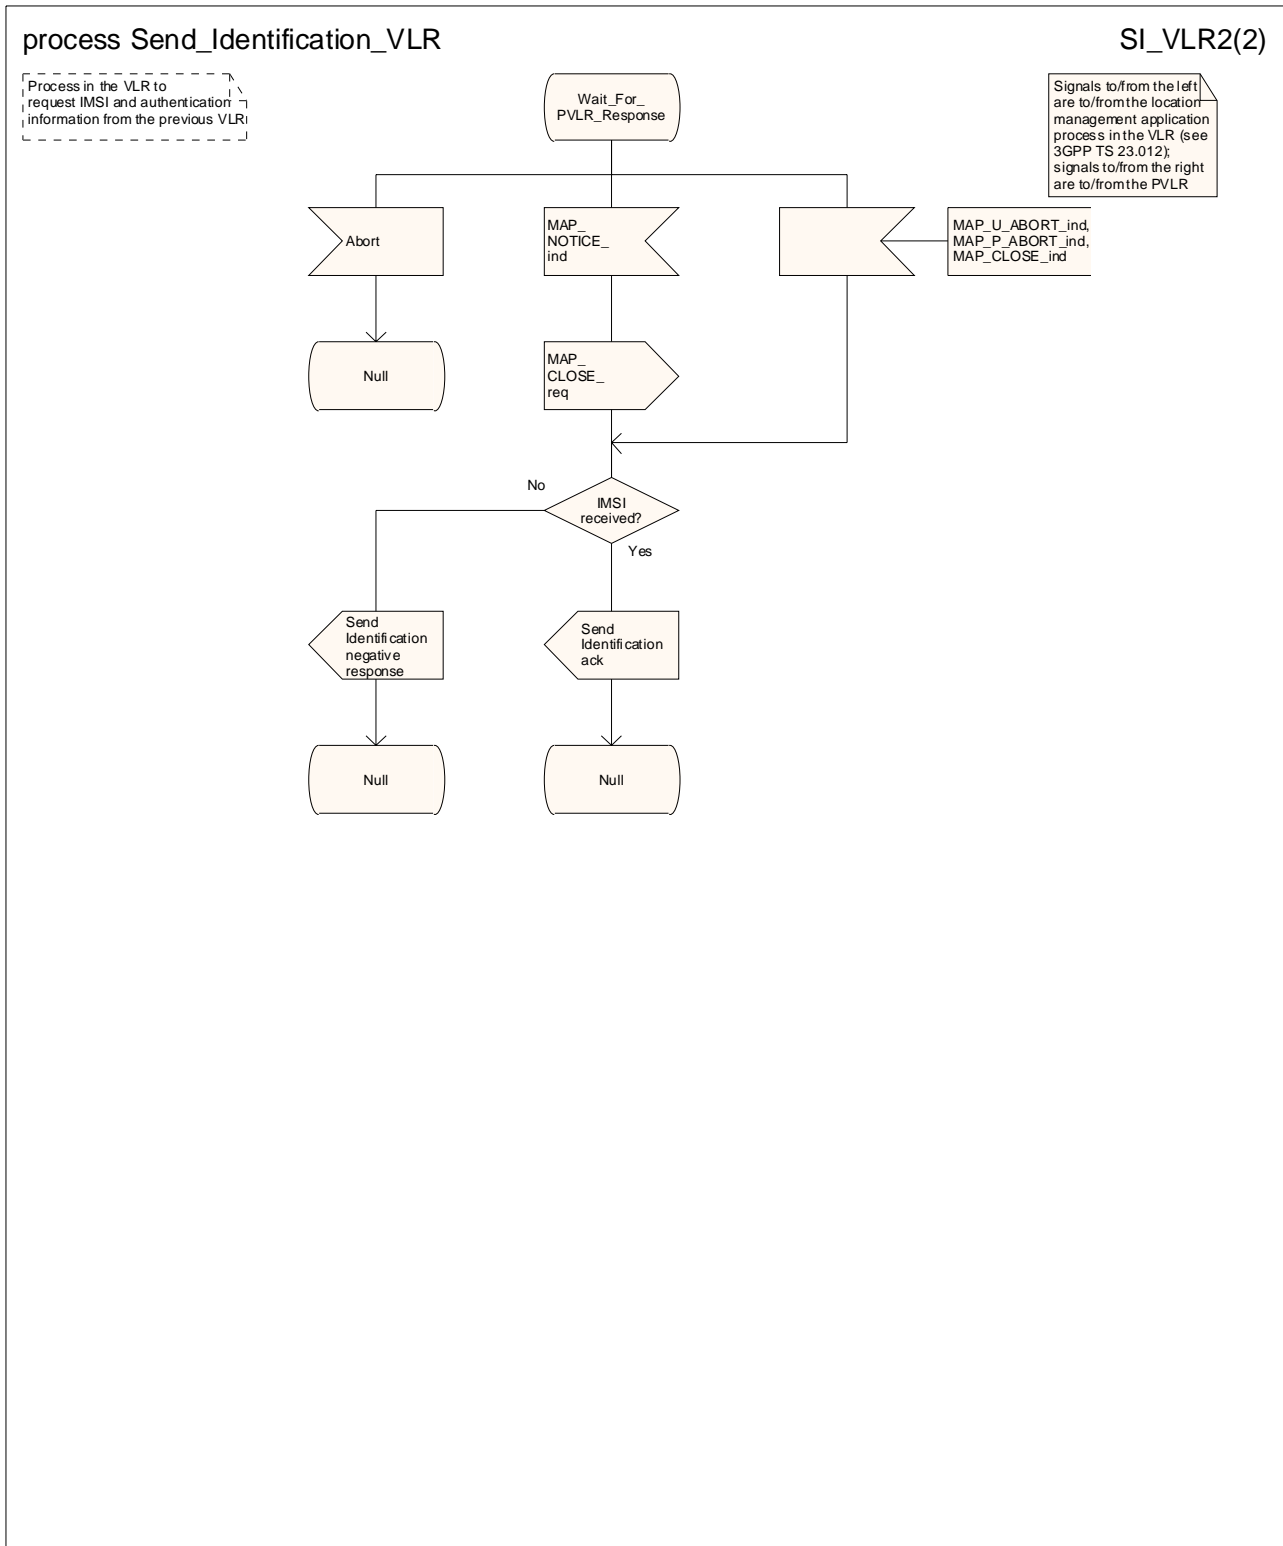 process Send_Identification_VLR
SI_VLR2(2)
Process in the VLR to
request IMSI and authentication
information from the previous VLR
Wait_For_
PVLR_Response
Signals to/from the left
are to/from the location
management application
process in the VLR (see
3GPP TS 23.012);
signals to/from the right
are to/from the PVLR
Abort
MAP_
NOTICE_
ind
MAP_U_ABORT_ind,
MAP_P_ABORT_ind,
MAP_CLOSE_ind
Null
MAP_
CLOSE_
req
No
IMSI
received?
Yes
Send
Identification
negative
response
Send
Identification
ack
Null
Null